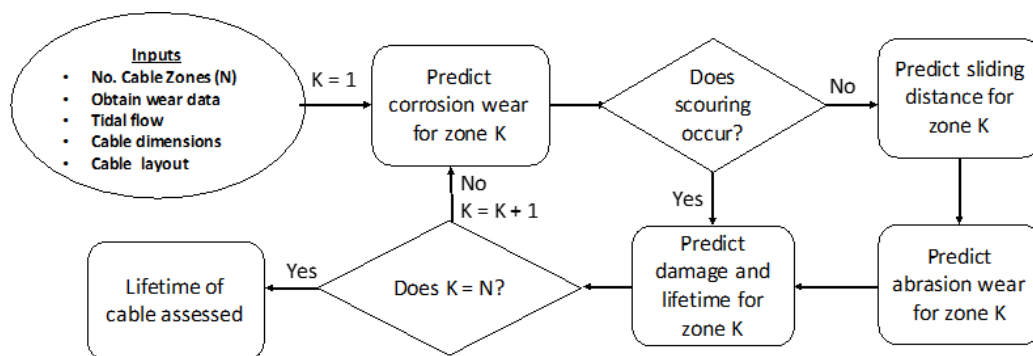 Inputs
• No. Cable Zones (N)
• Obtain wear data
• Tidal flow
• Cable dimensions
• Cable layout
K = 1
Predict
corrosion wear
for zone K
Does
scouring
occur?
No
Predict sliding
distance for
zone K
Yes
Predict
abrasion wear
for zone K
Predict
damage and
lifetime for
zone K
Does K = N?
No
K = K + 1
Yes
Lifetime of
cable assessed